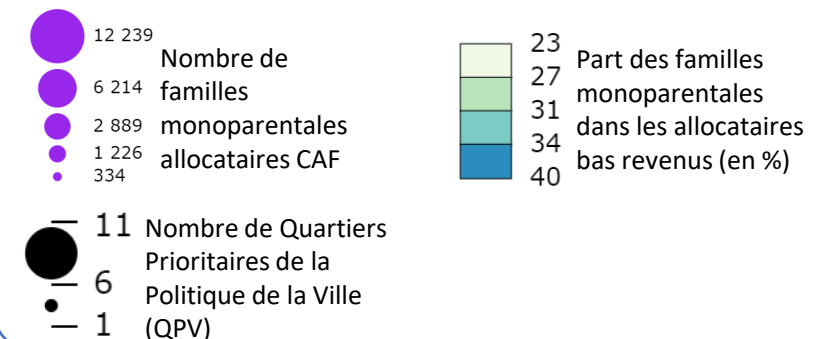 12 239
6 214
2 889
1 226
334
Nombre de
familles
monoparentales
allocataires CAF
23
27
31
34
40
Part des familles
monoparentales
dans les allocataires
bas revenus (en %)
11
6
1
Nombre de Quartiers
Prioritaires de la
Politique de la Ville
(QPV)